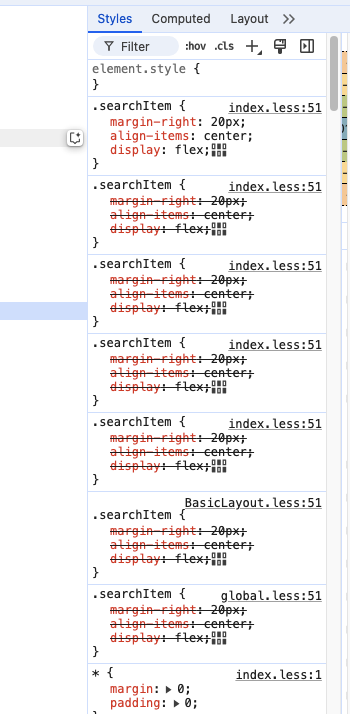 Styles Computed Layout
Filter :hov .cls
element.style {
}
.searchItem { index.less:51
margin-right: 20px;
align-items: center;
display: flex;
}
.searchItem { index.less:51
margin-right: 20px;
align-items: center;
display: flex;
}
.searchItem { index.less:51
margin-right: 20px;
align-items: center;
display: flex;
}
.searchItem { index.less:51
margin-right: 20px;
align-items: center;
display: flex;
}
.searchItem { index.less:51
margin-right: 20px;
align-items: center;
display: flex;
}
BasicLayout.less:51
.searchItem {
margin-right: 20px;
align-items: center;
display: flex;
}
.searchItem { global.less:51
margin-right: 20px;
align-items: center;
display: flex;
}
* { index.less:1
margin: 0;
padding: 0;